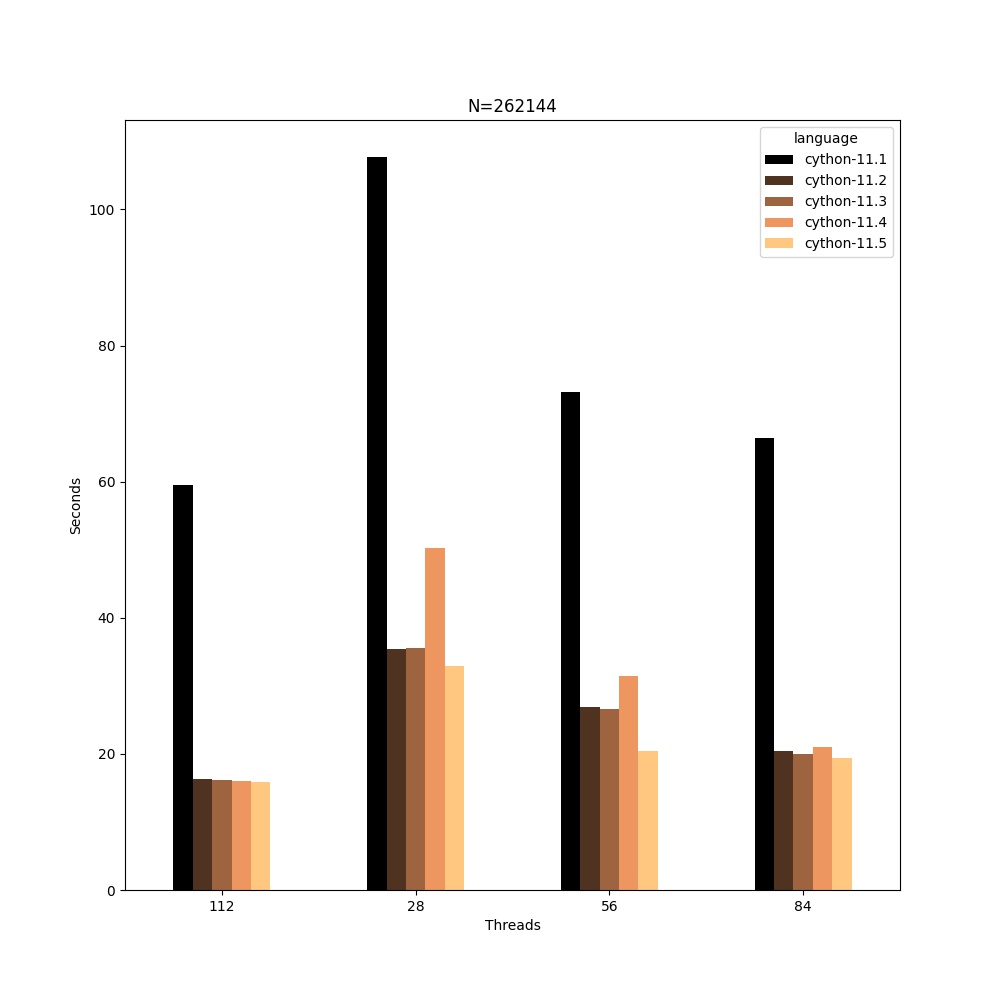 N=262144
language
cython-11.1
cython-11.2
cython-11.3
cython-11.4
cython-11.5
100
80
60
40
20
0
Seconds
112 28 56 84
Threads